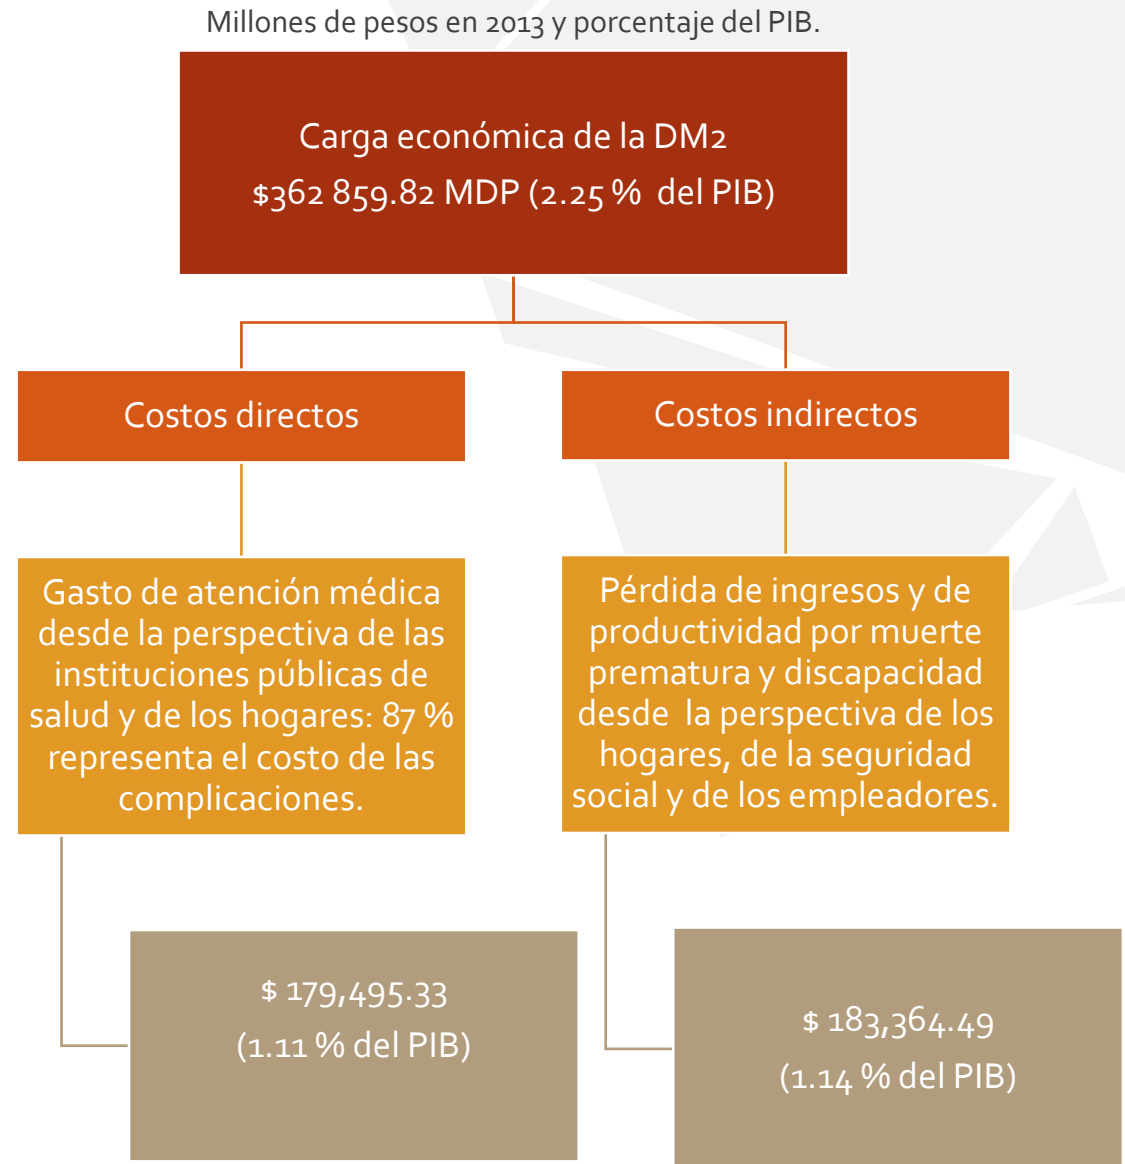 Millones de pesos en 2013 y porcentaje del PIB.
Carga económica de la DM2
$362 859.82 MDP (2.25 % del PIB)
Costos directos
Costos indirectos
Gasto de atención médica
desde la perspectiva de las
instituciones públicas de
salud y de los hogares: 87 %
representa el costo de las
complicaciones.
Pérdida de ingresos y de
productividad por muerte
prematura y discapacidad
desde la perspectiva de los
hogares, de la seguridad
social y de los empleadores.
$ 179,495.33
(1.11 % del PIB)
$ 183,364.49
(1.14 % del PIB)